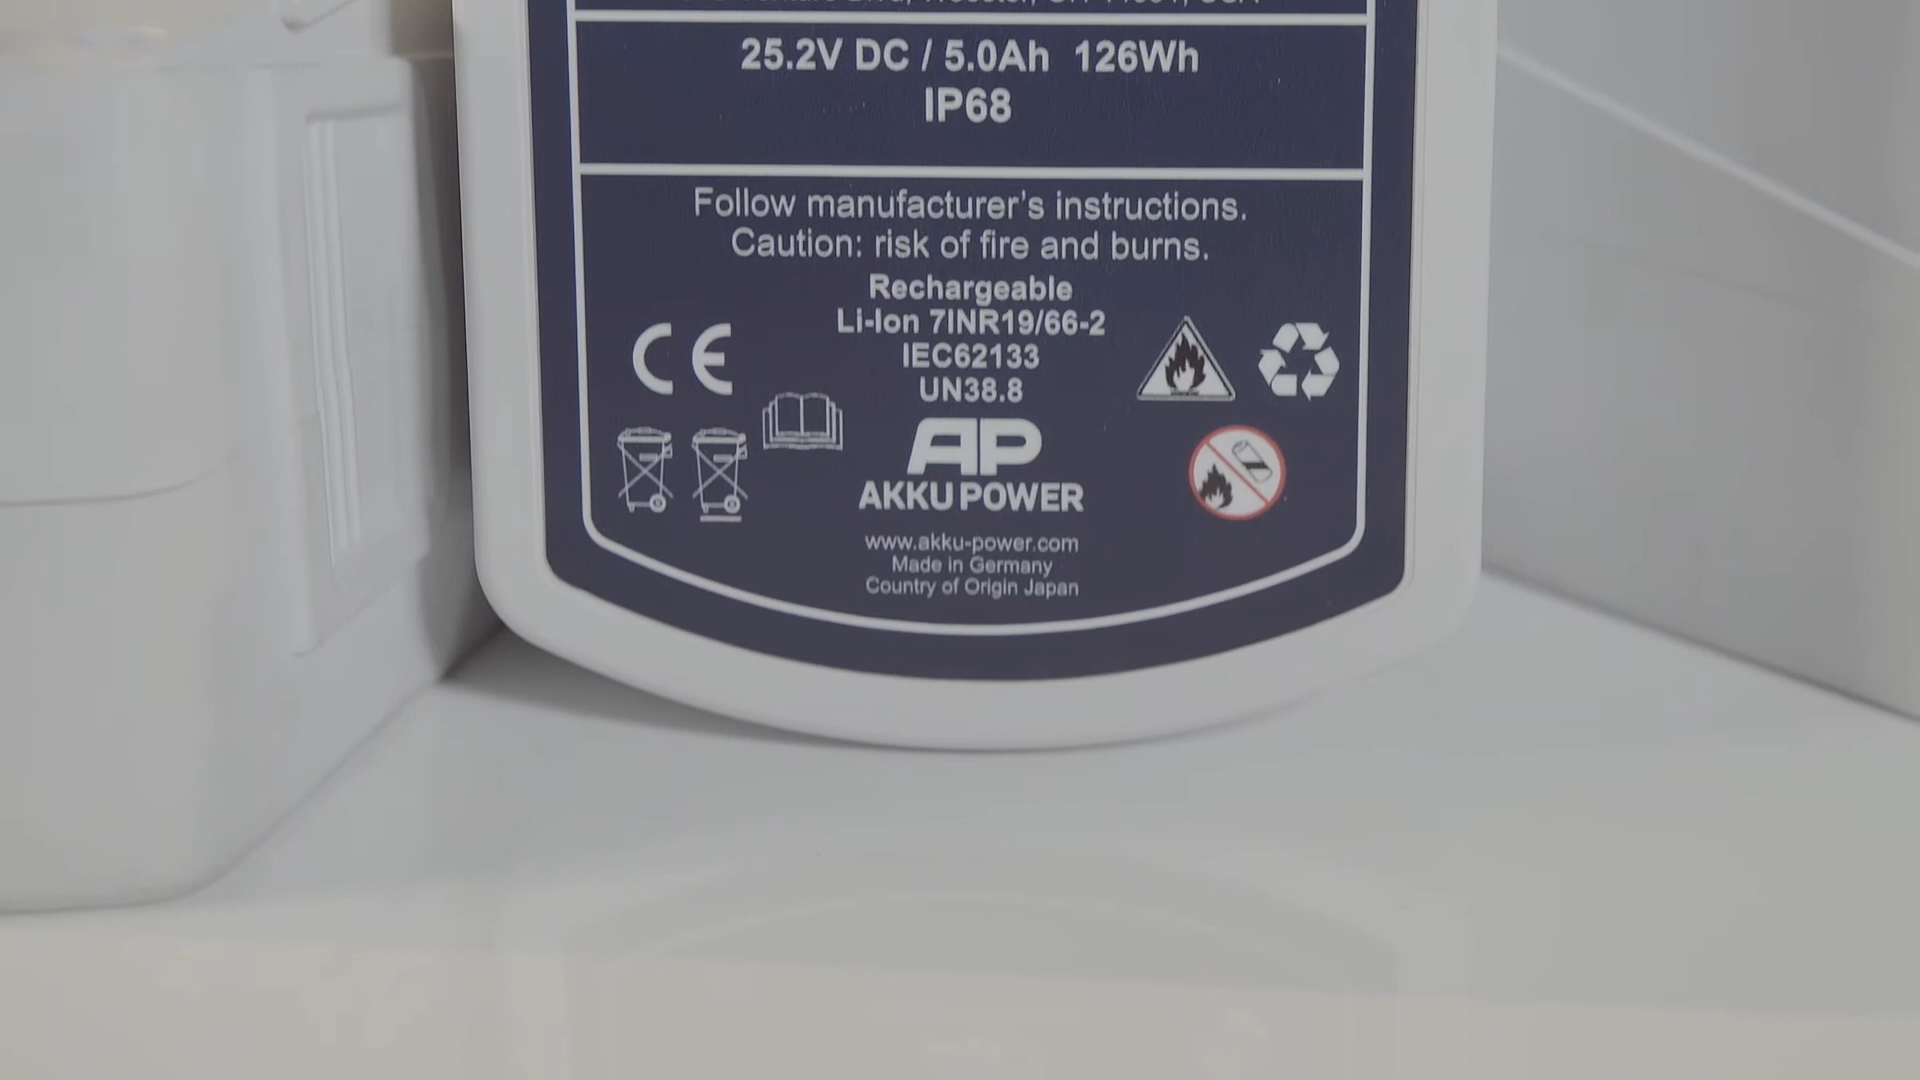 25.2V DC / 5.0Ah 126Wh
IP68
Follow manufacturer's instructions.
Caution: risk of fire and burns.
Rechargeable
Li-Ion 7INR19/66-2
IEC62133
UN38.8
CE
AP
AKKU POWER
www.akku-power.com
Made in Germany
Country of Origin Japan